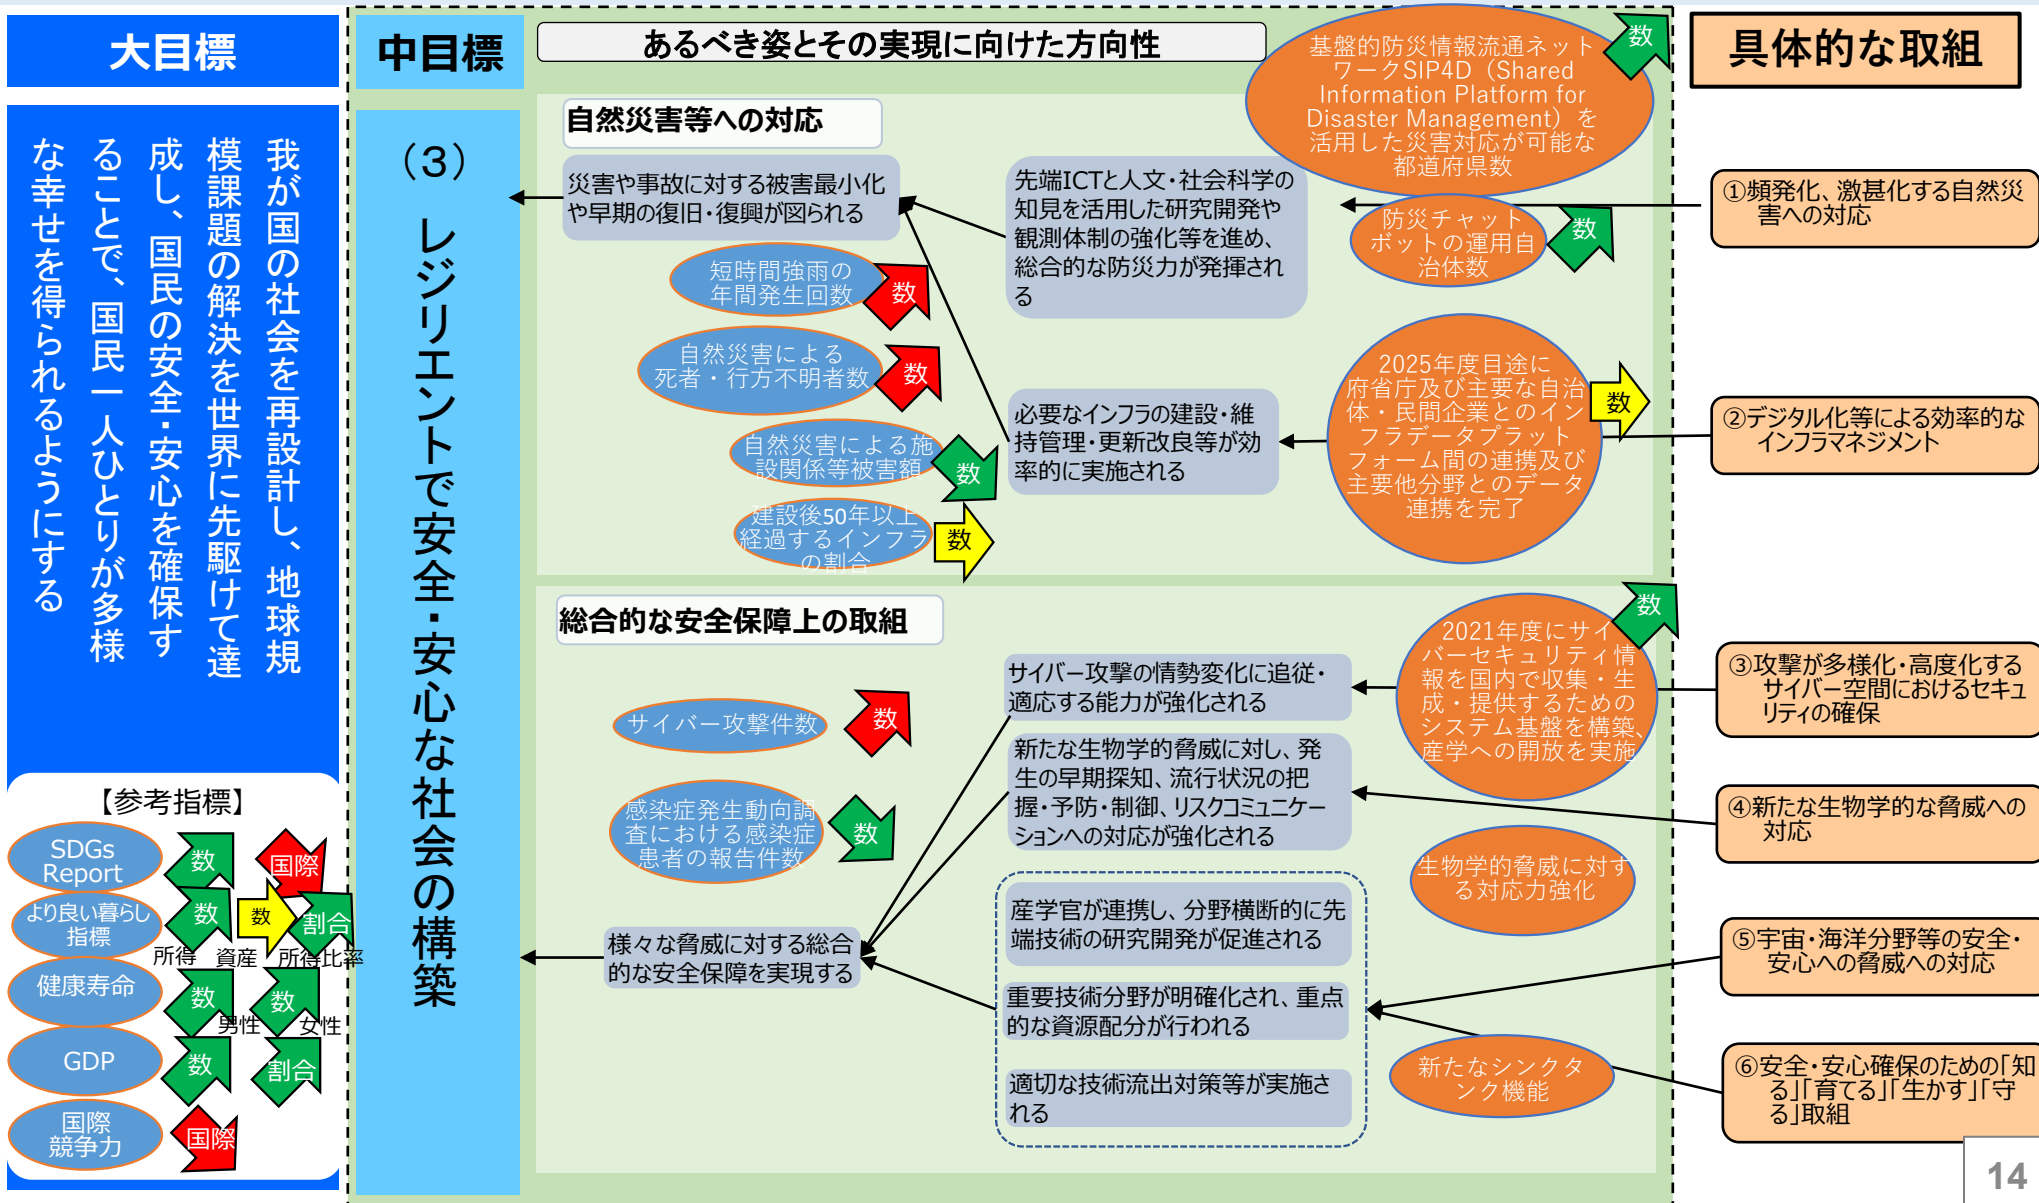 大目標
我が国の社会を再設計し、地球規
模課題の解決を世界に先駆けて達
成し、国民の安全・安心を確保す
ることで、国民一人ひとりが多様
な幸せを得られるようにする
【参考指標】
SDGs
Report
数
国際
より良い暮らし
指標
数
数
割合
所得
資産
所得比率
健康寿命
数
数
男性
女性
GDP
数
割合
国際
競争力
国際
中目標
（3）
レジリエントで安全・安心な社会の構築
あるべき姿とその実現に向けた方向性
自然災害等への対応
災害や事故に対する被害最小化
や早期の復旧・復興が図られる
短時間強雨の
年間発生回数
数
自然災害による
死者・行方不明者数
数
自然災害による施
設関係等被害額
数
建設後50年以上
経過するインフラ
の割合
数
先端ICTと人文・社会科学の
知見を活用した研究開発や
観測体制の強化等を進め、
総合的な防災力が発揮され
る
必要なインフラの建設・維
持管理・更新改良等が効
率的に実施される
基盤的防災情報流通ネット
ワークSIP4D（Shared
Information Platform for
Disaster Management）を
活用した災害対応が可能な
都道府県数
数
防災チャット
ボットの運用自
治体数
数
2025年度目途に
府省庁及び主要な自治
体・民間企業とのイン
フラデータプラット
フォーム間の連携及び
主要他分野とのデータ
連携を完了
数
総合的な安全保障上の取組
サイバー攻撃件数
数
感染症発生動向調
査における感染症
患者の報告件数
数
様々な脅威に対する総合
的な安全保障を実現する
サイバー攻撃の情勢変化に追従・
適応する能力が強化される
新たな生物学的脅威に対し、発
生の早期探知、流行状況の把
握・予防・制御、リスクコミュニケー
ションへの対応が強化される
産学官が連携し、分野横断的に先
端技術の研究開発が促進される
重要技術分野が明確化され、重点
的な資源配分が行われる
適切な技術流出対策等が実施さ
れる
2021年度にサイ
バーセキュリティ情
報を国内で収集・生
成・提供するための
システム基盤を構築、
産学への開放を実施
数
生物学的脅威に対す
る対応力強化
新たなシンクタ
ンク機能
具体的な取組
①頻発化、激甚化する自然災
害への対応
②デジタル化等による効率的な
インフラマネジメント
③攻撃が多様化・高度化する
サイバー空間におけるセキュ
リティの確保
④新たな生物学的な脅威への
対応
⑤宇宙・海洋分野等の安全・
安心への脅威への対応
⑥安全・安心確保のための「知
る」「育てる」「生かす」「守
る」取組
14